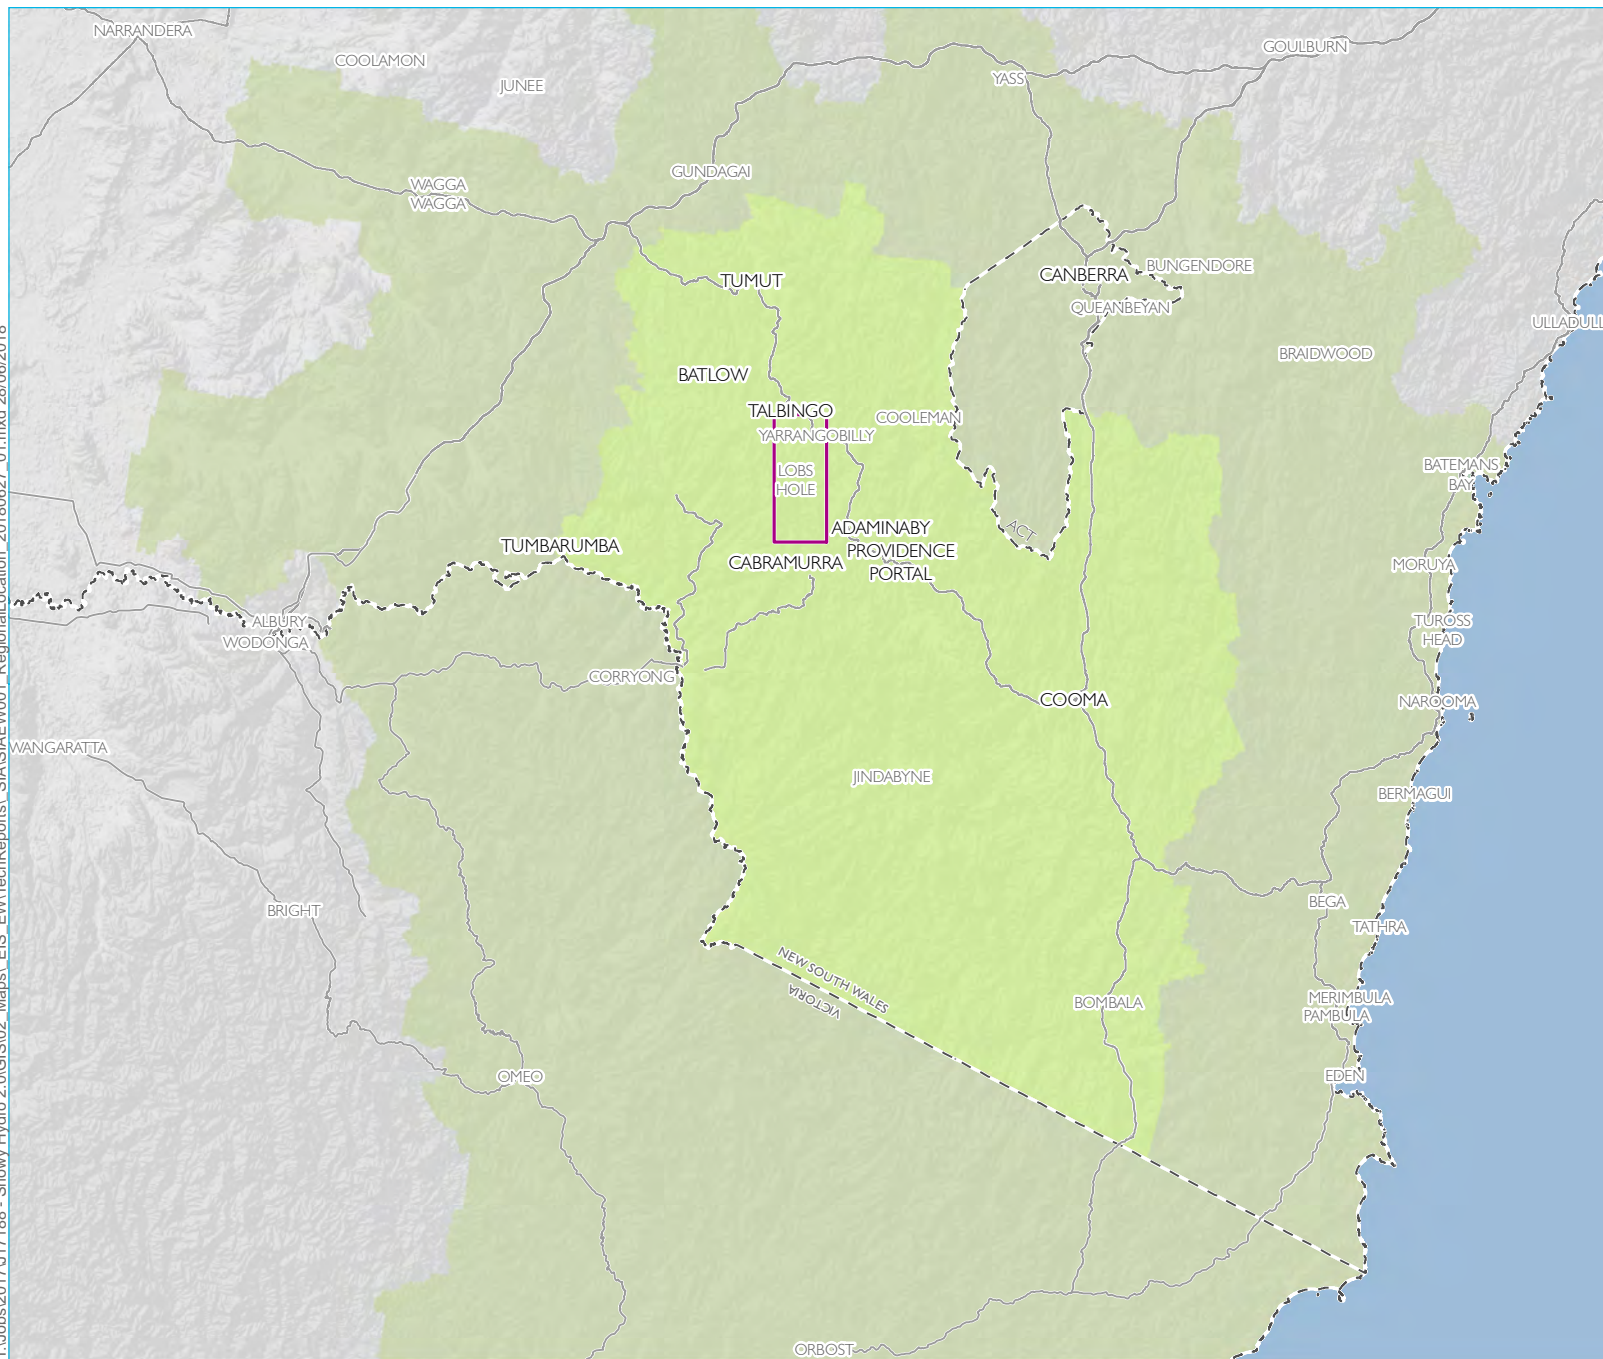 NARRANDERA
COOLAMON
JUNEE
GOULBURN
YASS
GUNDAGAI
WAGGA
WAGGA
TUMUT
CANBERRA
BUNGENDORE
QUEANBEYAN
ULLADULL
BRAIDWOOD
BATLOW
TALBINGO
COOLEMAN
YARRANGOBILLY
LOBS
HOLE
BATEMANS
BAY
ADAMINABY
ACT
TUMBARUMBA
PROVIDENCE
PORTAL
CABRAMURRA
MORUYA
ALBURY
WODONGA
TUROSS
HEAD
CORRYONG
COOMA
NAROOMA
WANGARATTA
JINDABYNE
BERMAGUI
BRIGHT
BEGA
TATHRA
NEW SOUTH WALES
VICTORIA
BOMBALA
MERIMBULA
PAMBULA
OMEO
EDEN
ORBOST